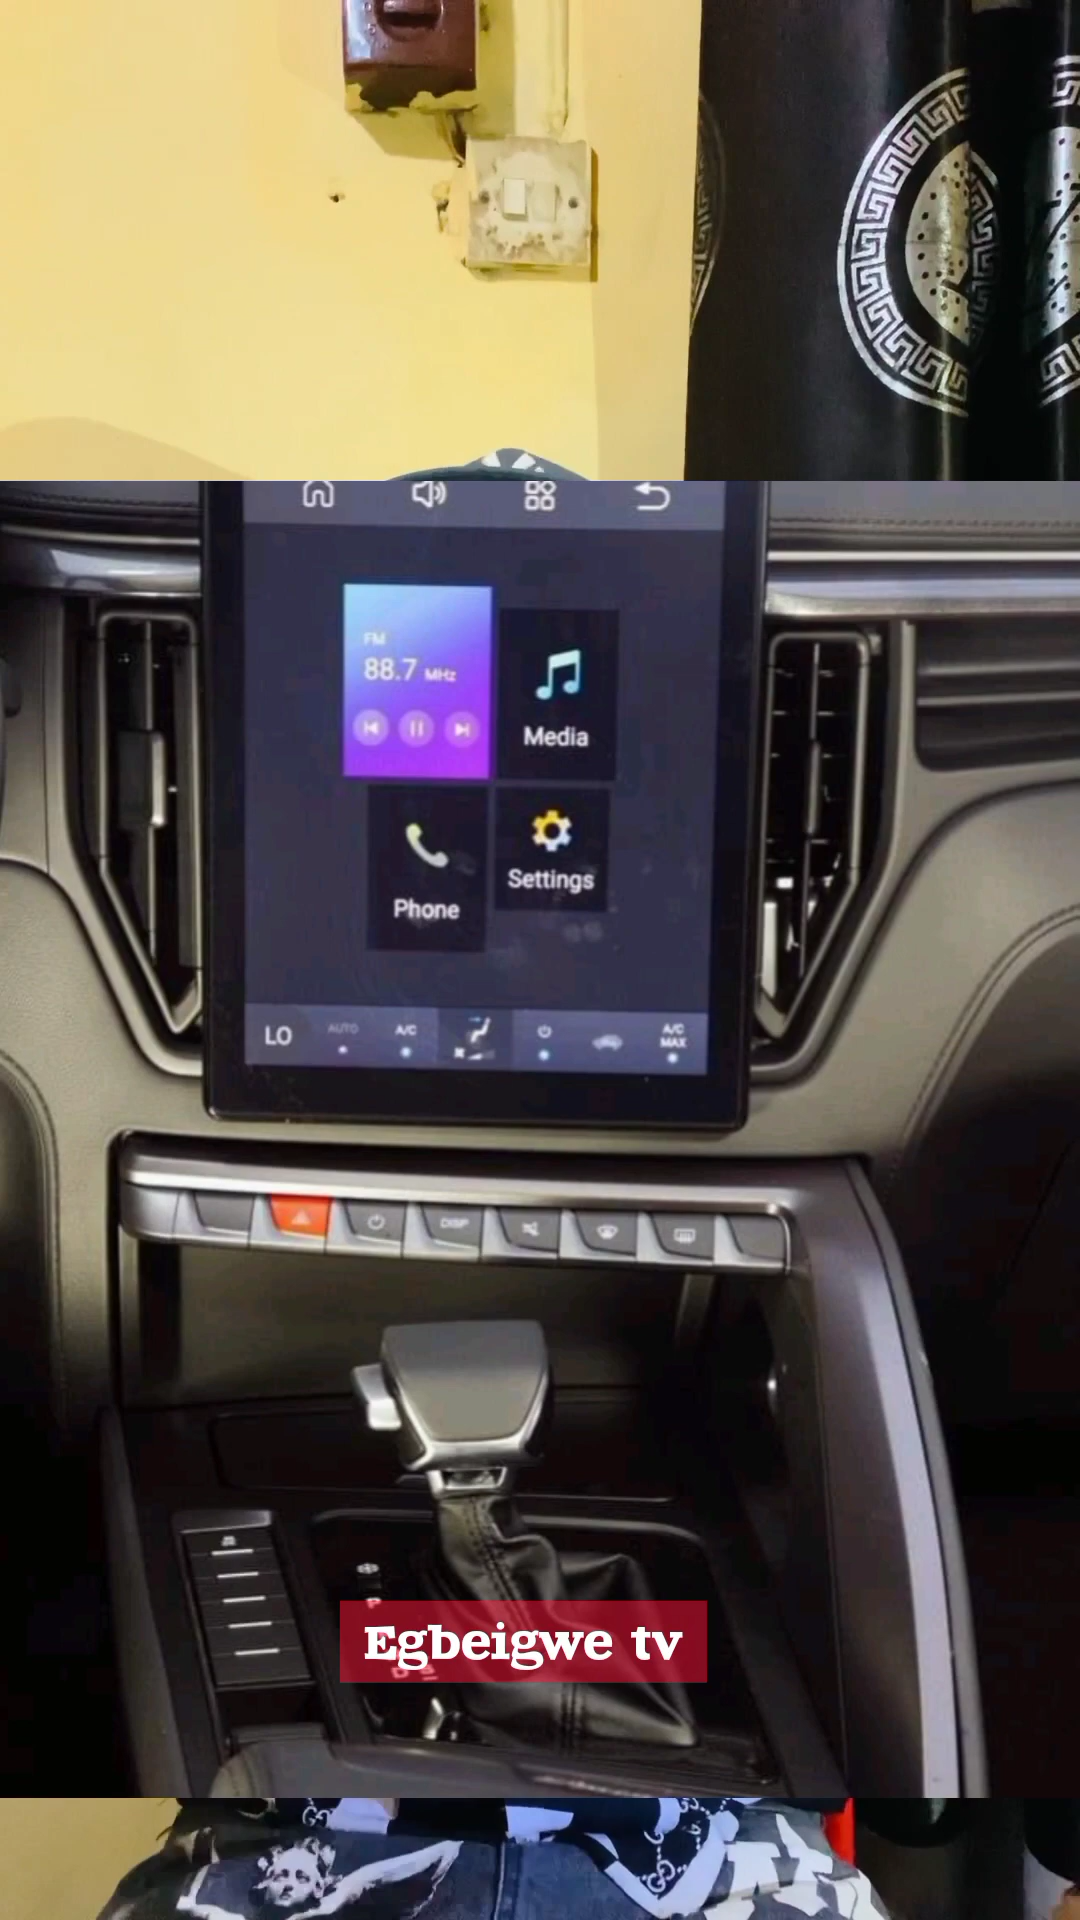 FM
88.7 MHz
Media
Phone
Settings
LO
AUTO
A/C
A/C
MAX
DISP
P
Egbeigwe tv